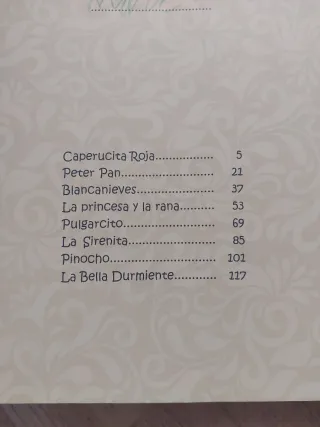 Caperucita Roja................. 5
Peter Pan........................... 21
Blancanieves...................... 37
La princesa y la rana.......... 53
Pulgarcito........................... 69
La Sirenita......................... 85
Pinocho............................... 101
La Bella Durmiente............ 117